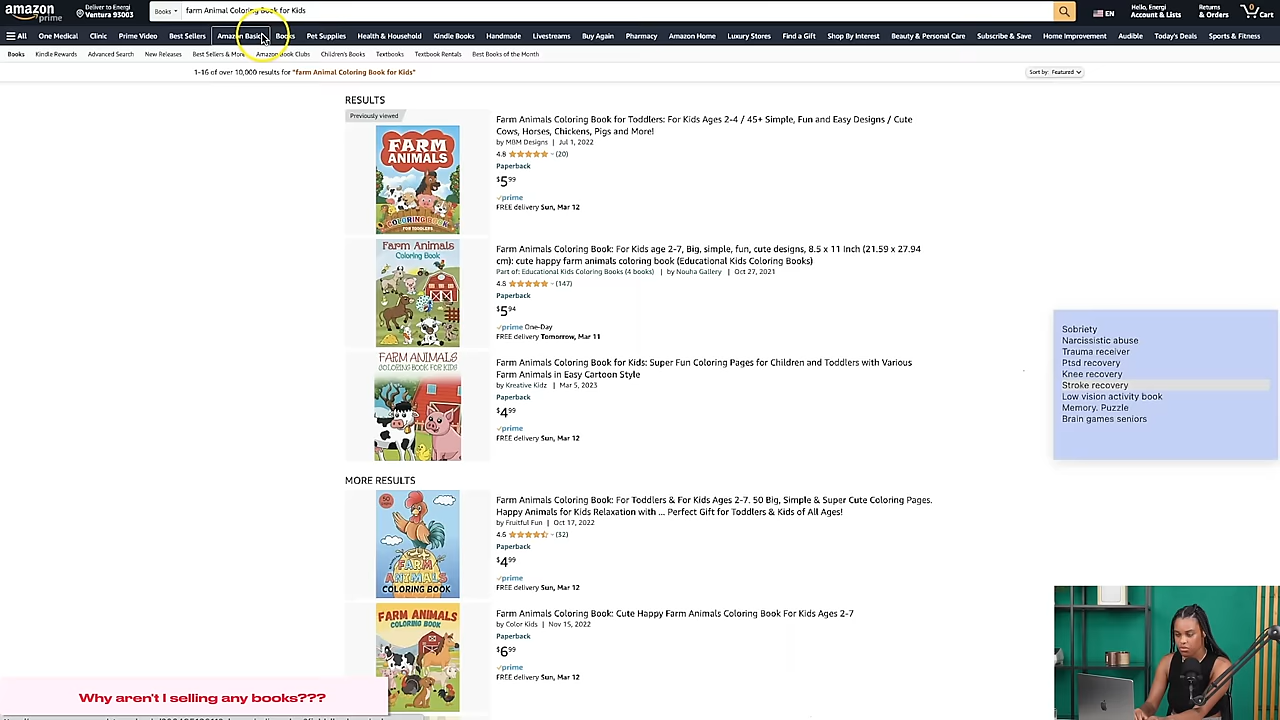 amazon
prime
Deliver to Energi
Ventura 93003
Books
farm Animal Coloring Book for Kids
EN
Hello, Energi
Account & Lists
Returns
& Orders
0
Cart
All
One Medical
Clinic
Prime Video
Best Sellers
Amazon Basics
Books
Pet Supplies
Health & Household
Kindle Books
Handmade
Livestreams
Buy Again
Pharmacy
Amazon Home
Luxury Stores
Find a Gift
Shop By Interest
Beauty & Personal Care
Subscribe & Save
Home Improvement
Audible
Today's Deals
Sports & Fitness
Books
Kindle Rewards
Advanced Search
New Releases
Best Sellers & More
Amazon Book Clubs
Children's Books
Textbooks
Textbook Rentals
Best Books of the Month
1-16 of over 10,000 results for "farm Animal Coloring Book for Kids"
Sort by: Featured
RESULTS
Previously viewed
FARM
ANIMALS
COLORING BOOK
FOR TODDLERS
Farm Animals Coloring Book for Toddlers: For Kids Ages 2-4 / 45+ Simple, Fun and Easy Designs / Cute
Cows, Horses, Chickens, Pigs and More!
by MBM Designs | Jul 1, 2022
4.8 (20)
Paperback
$5.99
prime
FREE delivery Sun, Mar 12
Farm Animals
Coloring Book
Farm Animals Coloring Book: For Kids age 2-7, Big, simple, fun, cute designs, 8.5 x 11 Inch (21.59 x 27.94
cm): cute happy farm animals coloring book (Educational Kids Coloring Books)
Part of: Educational Kids Coloring Books (4 books) | by Nouha Gallery | Oct 27, 2021
4.8 (147)
Paperback
$5.94
prime One-Day
FREE delivery Tomorrow, Mar 11
FARM ANIMALS
COLORING BOOK FOR KIDS
Farm Animals Coloring Book for Kids: Super Fun Coloring Pages for Children and Toddlers with Various
Farm Animals in Easy Cartoon Style
by Kreative Kidz | Mar 5, 2023
Paperback
$4.99
prime
FREE delivery Sun, Mar 12
Sobriety
Narcissistic abuse
Trauma receiver
Ptsd recovery
Knee recovery
Stroke recovery
Low vision activity book
Memory. Puzzle
Brain games seniors
MORE RESULTS
50
FARM
ANIMALS
COLORING BOOK
Farm Animals Coloring Book: For Toddlers & For Kids Ages 2-7. 50 Big, Simple & Super Cute Coloring Pages.
Happy Animals for Kids Relaxation with ... Perfect Gift for Toddlers & Kids of All Ages!
by Fruitful Fun | Oct 17, 2022
4.6 (32)
Paperback
$4.99
prime
FREE delivery Sun, Mar 12
FARM ANIMALS
COLORING BOOK
Farm Animals Coloring Book: Cute Happy Farm Animals Coloring Book For Kids Ages 2-7
by Color Kids | Nov 15, 2022
Paperback
$6.99
prime
FREE delivery Sun, Mar 12
Why aren't I selling any books???